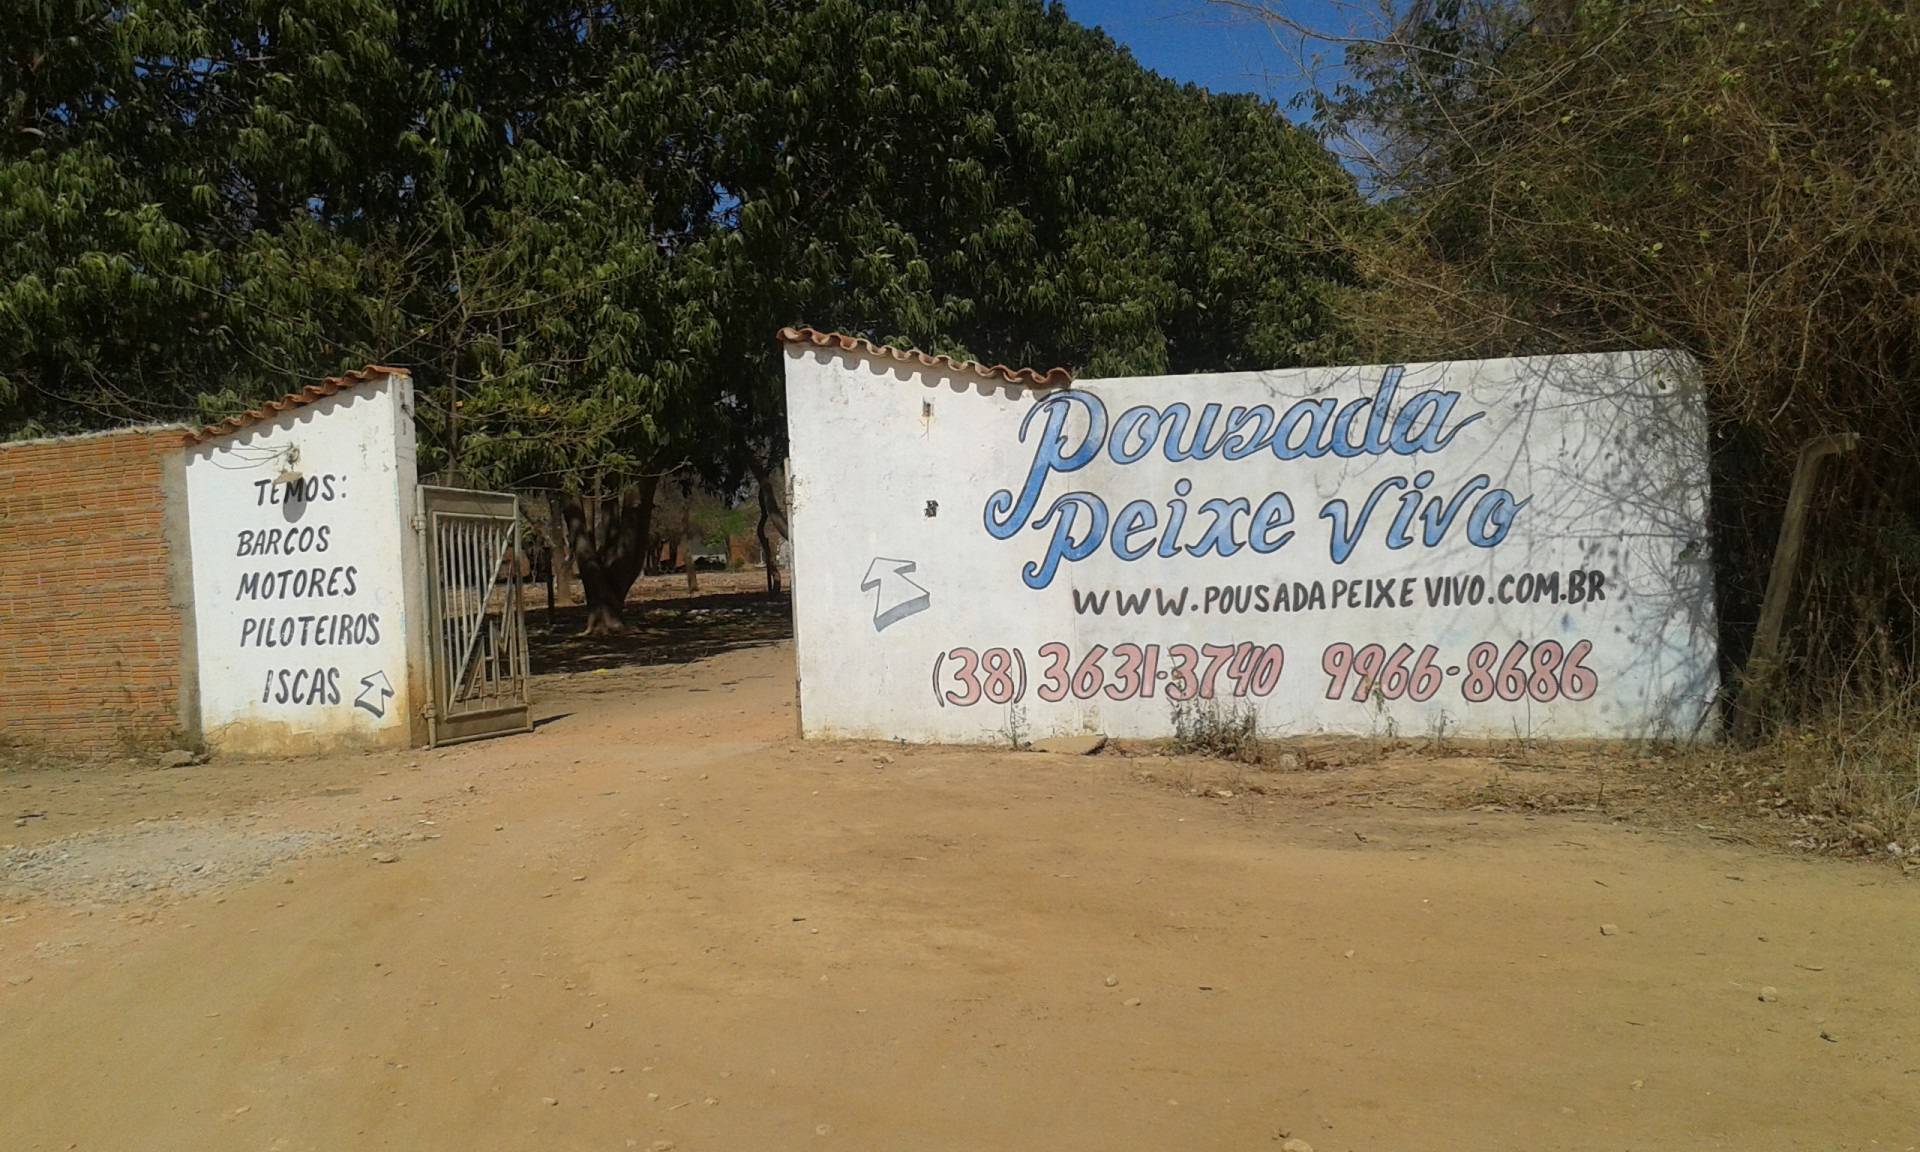 TEMOS:
BARCOS
MOTORES
PILOTEIROS
ISCAS
Pousada
Peixe Vivo
WWW.POUSADAPEIXEVIVO.COM.BR
(38) 3631-3740 9966-8686